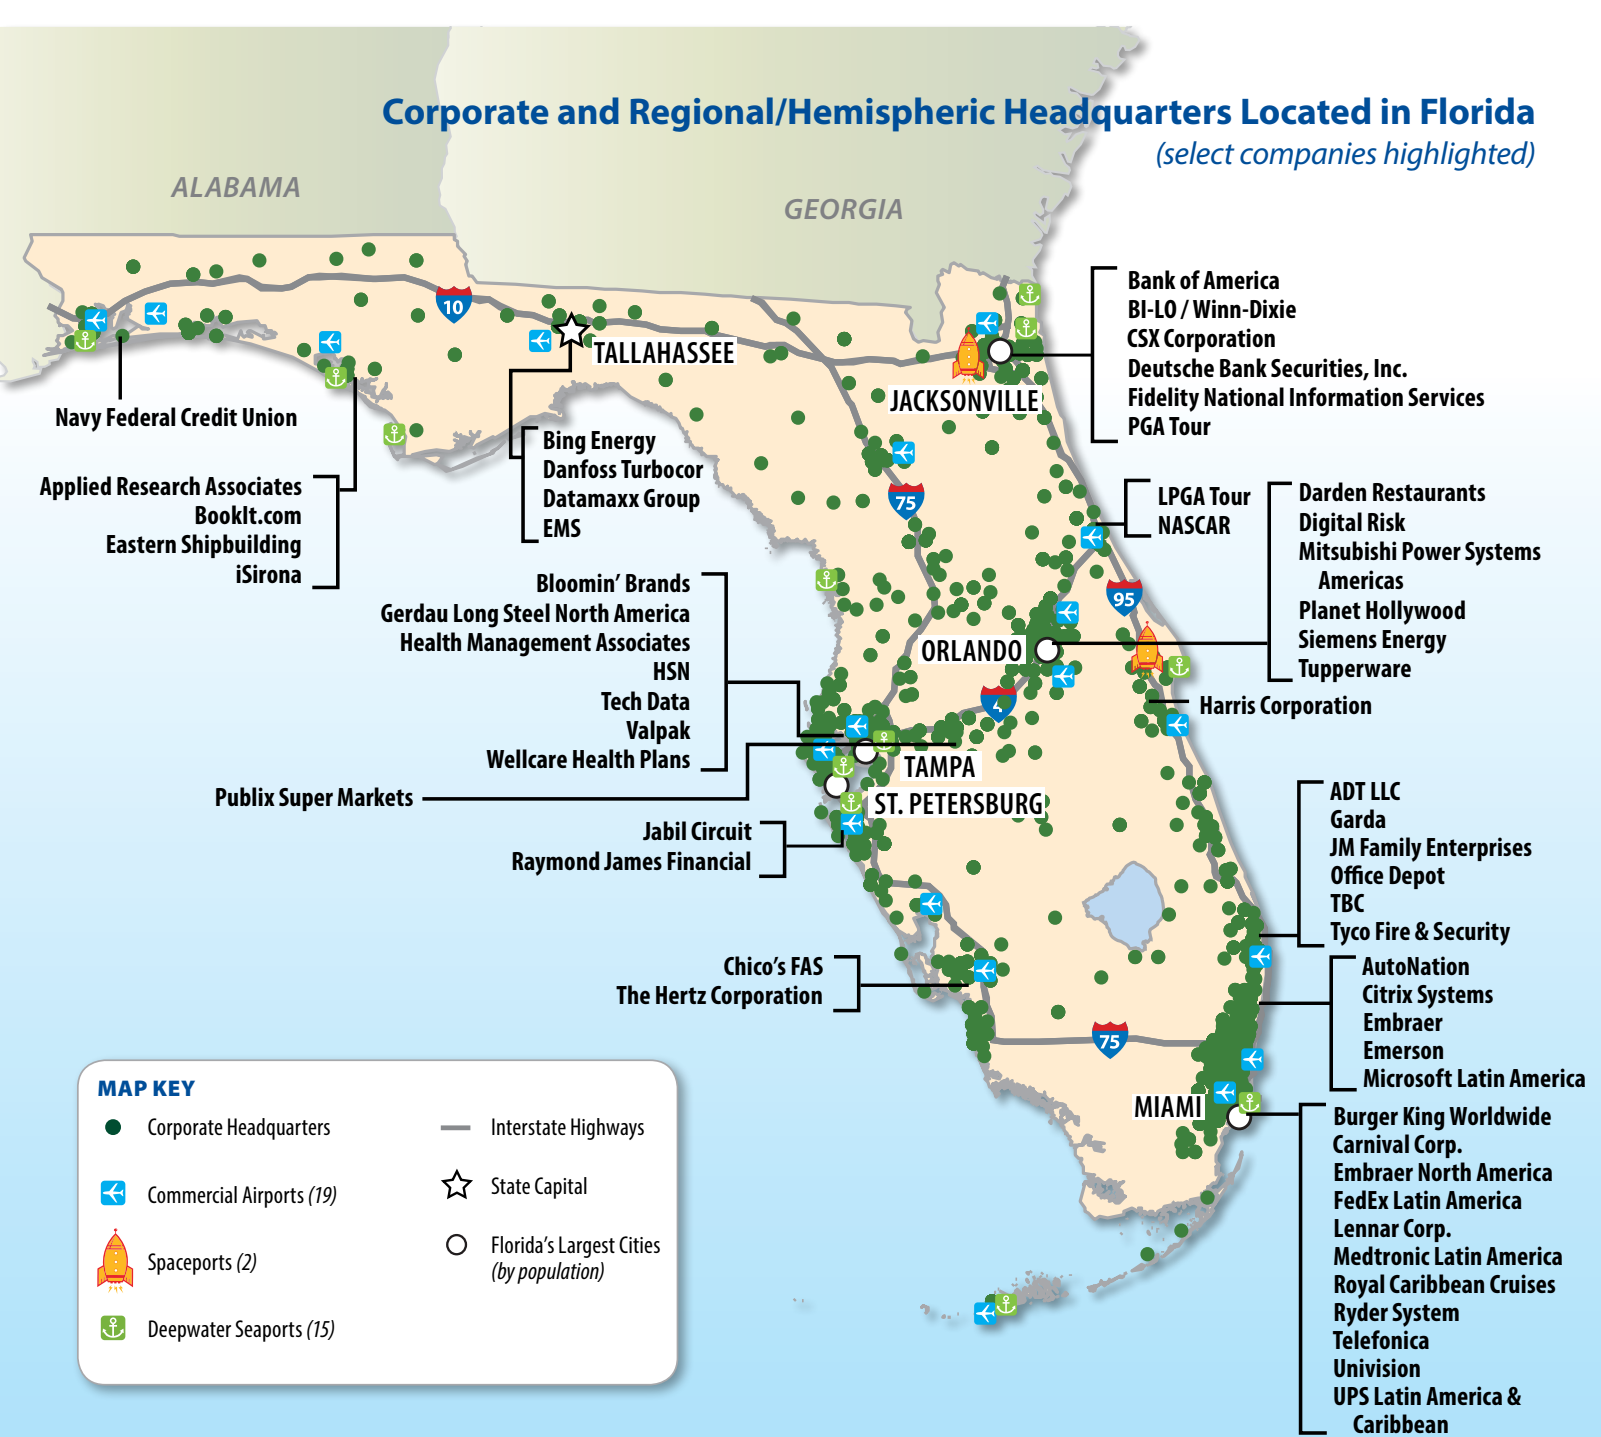 Corporate and Regional/Hemispheric Headquarters Located in Florida
(select companies highlighted)
ALABAMA
GEORGIA
10
TALLAHASSEE
JACKSONVILLE
Bank of America
BI-LO / Winn-Dixie
CSX Corporation
Deutsche Bank Securities, Inc.
Fidelity National Information Services
PGA Tour
Navy Federal Credit Union
Applied Research Associates
BookIt.com
Eastern Shipbuilding
iSirona
Bing Energy
Danfoss Turbocor
Datamaxx Group
EMS
75
LPGA Tour
NASCAR
Darden Restaurants
Digital Risk
Mitsubishi Power Systems
Americas
Planet Hollywood
Siemens Energy
Tupperware
95
Bloomin’ Brands
Gerdau Long Steel North America
Health Management Associates
HSN
Tech Data
Valpak
Wellcare Health Plans
ORLANDO
4
Harris Corporation
TAMPA
Publix Super Markets
ST. PETERSBURG
Jabil Circuit
Raymond James Financial
ADT LLC
Garda
JM Family Enterprises
Office Depot
TBC
Tyco Fire & Security
Chico’s FAS
The Hertz Corporation
AutoNation
Citrix Systems
Embraer
Emerson
Microsoft Latin America
75
MIAMI
Burger King Worldwide
Carnival Corp.
Embraer North America
FedEx Latin America
Lennar Corp.
Medtronic Latin America
Royal Caribbean Cruises
Ryder System
Telefonica
Univision
UPS Latin America &
Caribbean
MAP KEY
Corporate Headquarters
Commercial Airports (19)
Spaceports (2)
Deepwater Seaports (15)
Interstate Highways
State Capital
Florida’s Largest Cities
(by population)